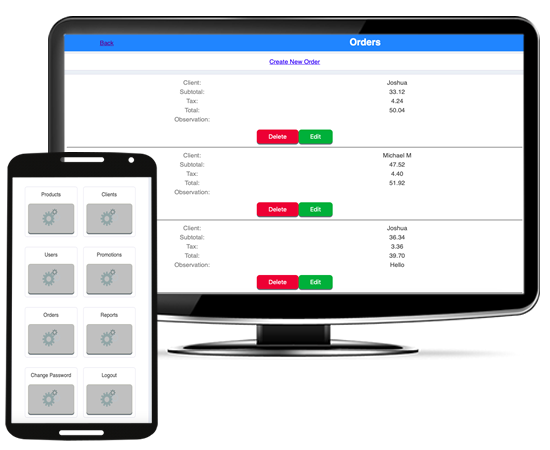 Back
Orders
Create New Order
Client: Joshua
Subtotal: 33.12
Tax: 4.24
Total: 50.04
Observation:
Delete Edit
Client: Michael M
Subtotal: 47.52
Tax: 4.40
Total: 51.92
Observation:
Delete Edit
Client: Joshua
Subtotal: 36.34
Tax: 3.36
Total: 39.70
Observation: Hello
Delete Edit
Products Clients
Users Promotions
Orders Reports
Change Password Logout